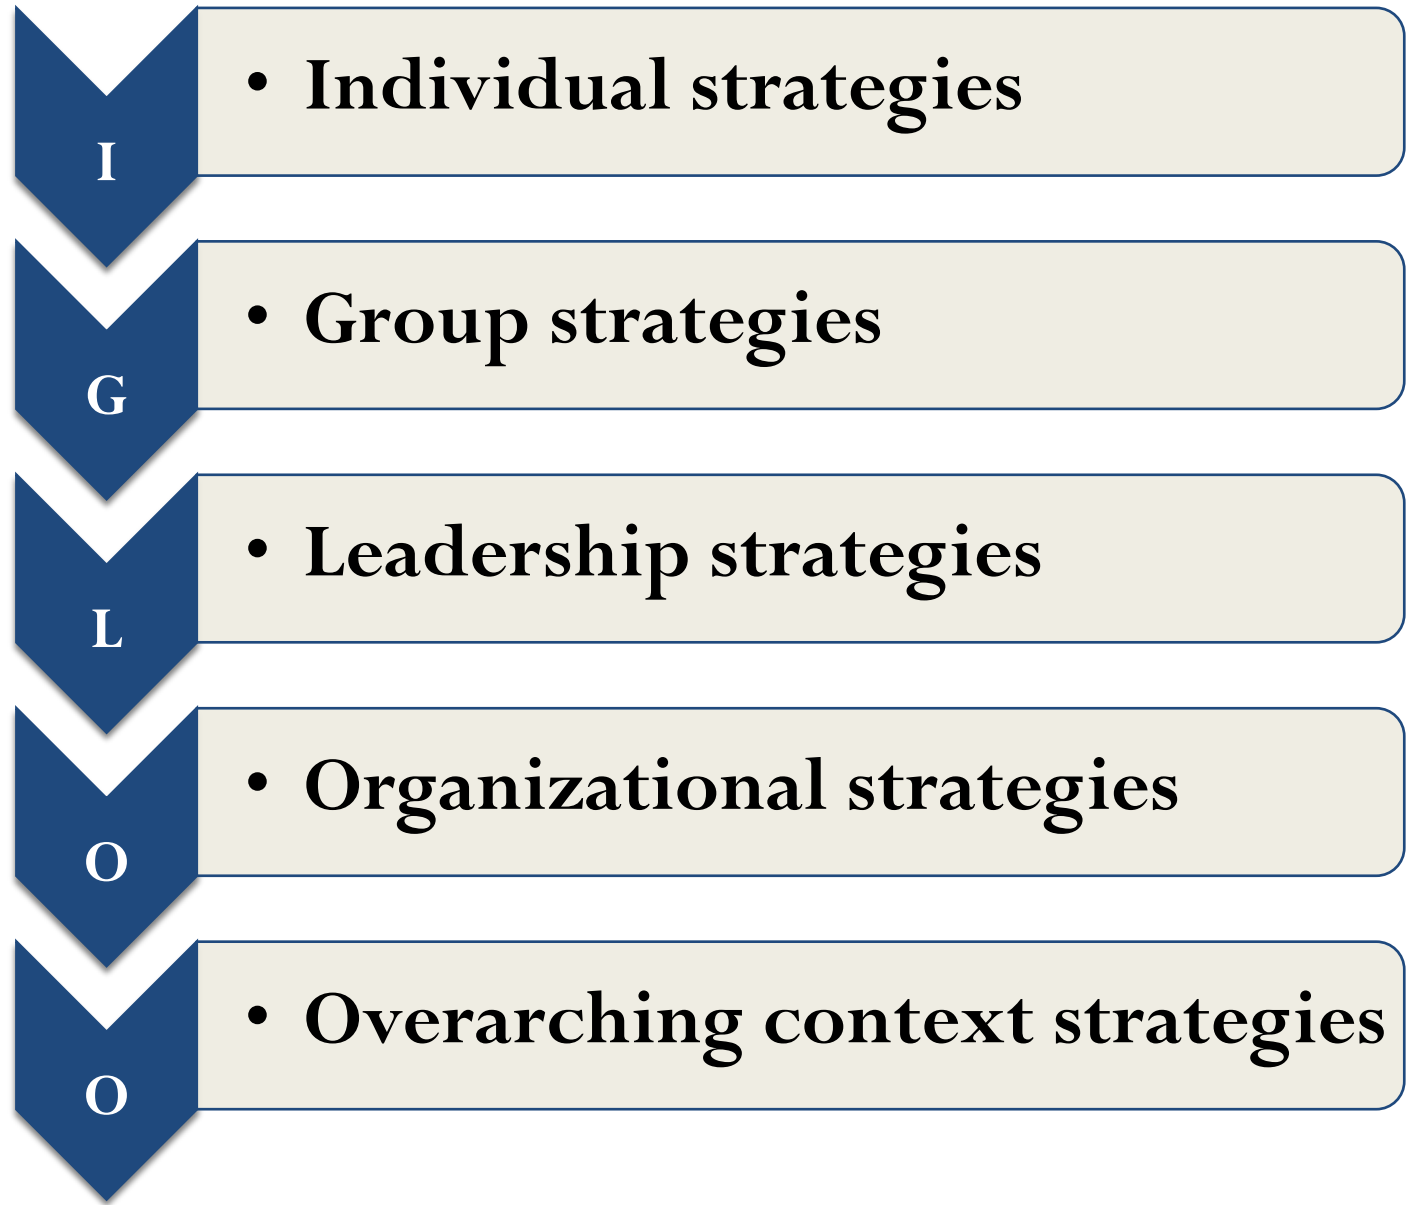 I
• Individual strategies
G
• Group strategies
L
• Leadership strategies
O
• Organizational strategies
O
• Overarching context strategies